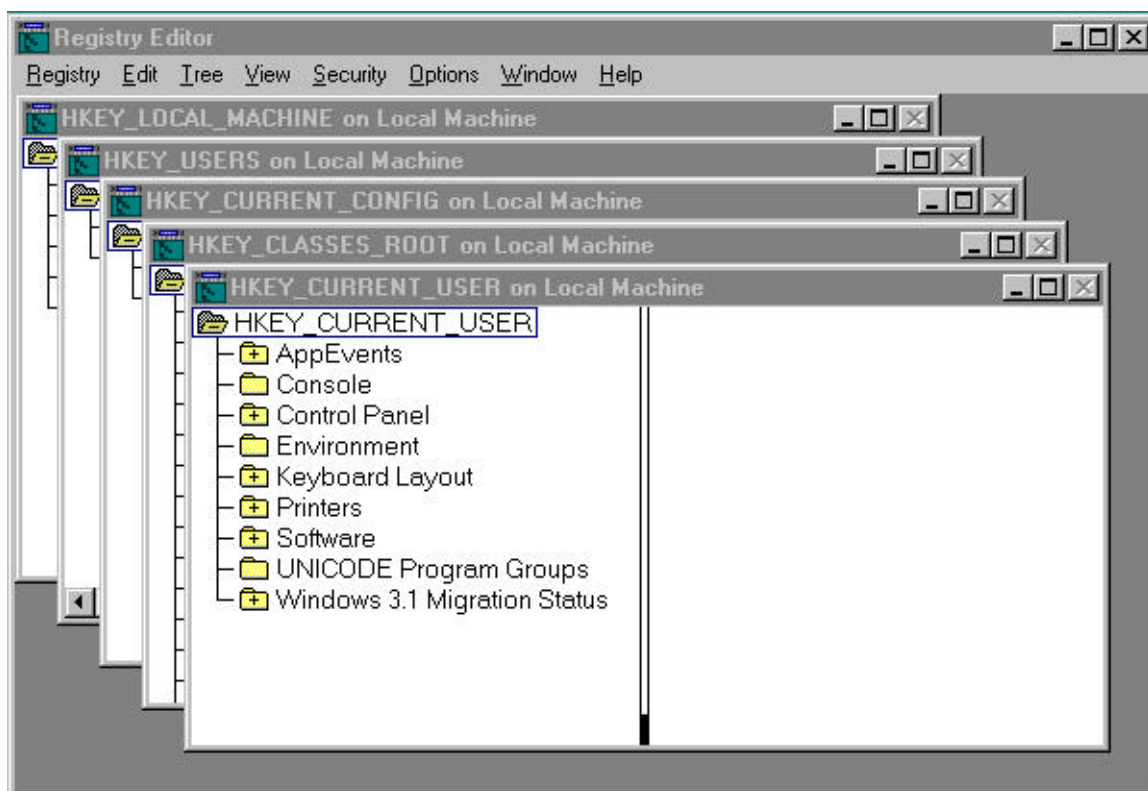 Registry Editor
Registry Edit Tree View Security Options Window Help
HKEY_LOCAL_MACHINE on Local Machine
HKEY_USERS on Local Machine
HKEY_CURRENT_CONFIG on Local Machine
HKEY_CLASSES_ROOT on Local Machine
HKEY_CURRENT_USER on Local Machine
HKEY_CURRENT_USER
AppEvents
Console
Control Panel
Environment
Keyboard Layout
Printers
Software
UNICODE Program Groups
Windows 3.1 Migration Status